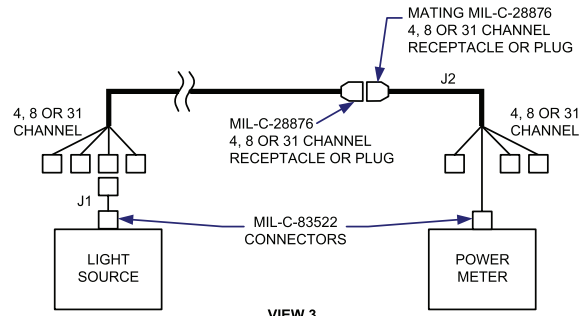 MATING MIL-C-28876
4, 8 OR 31 CHANNEL
RECEPTACLE OR PLUG
J2
4, 8 OR 31
CHANNEL
MIL-C-28876
4, 8 OR 31 CHANNEL
RECEPTACLE OR PLUG
4, 8 OR 31
CHANNEL
J1
MIL-C-83522
CONNECTORS
LIGHT
SOURCE
POWER
METER
VIEW 3